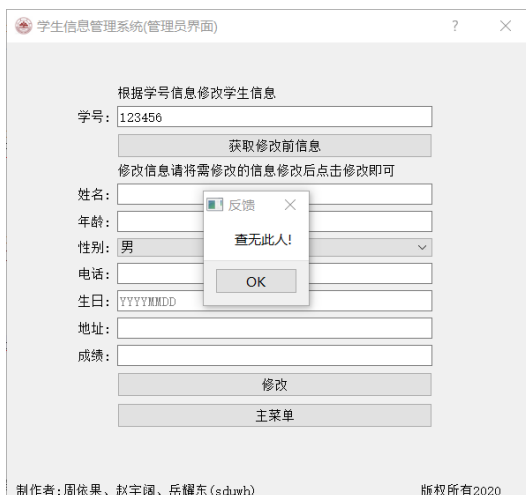 学生信息管理系统(管理员界面)
根据学号信息修改学生信息
学号: 123456
获取修改前信息
修改信息请将需修改的信息修改后点击修改即可
姓名:
反馈
年龄:
查无此人!
性别: 男
电话:
OK
生日: YYYYMMDD
地址:
成绩:
修改
主菜单
制作者:周依果、赵宇阔、岳耀东(sduwh) 版权所有2020